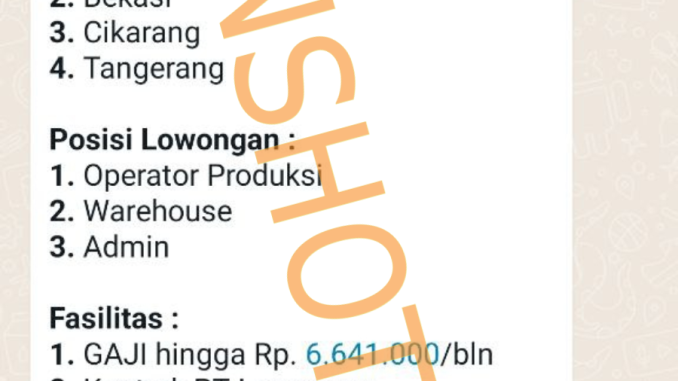 2. Bekasi
3. Cikarang
4. Tangerang
Posisi Lowongan :
1. Operator Produksi
2. Warehouse
3. Admin
Fasilitas :
1. GAJI hingga Rp. 6.641.000/bln
NSHOT